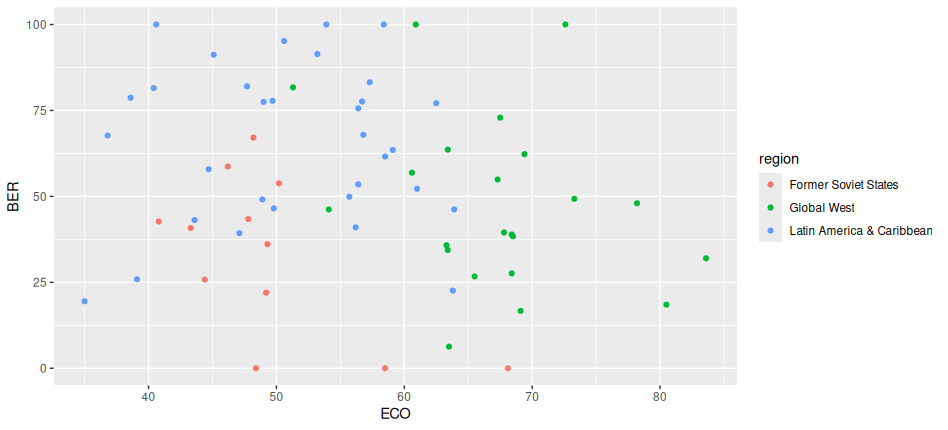 100
75
50
25
0
BER
40 50 60 70 80
ECO
region
Former Soviet States
Global West
Latin America & Caribbean